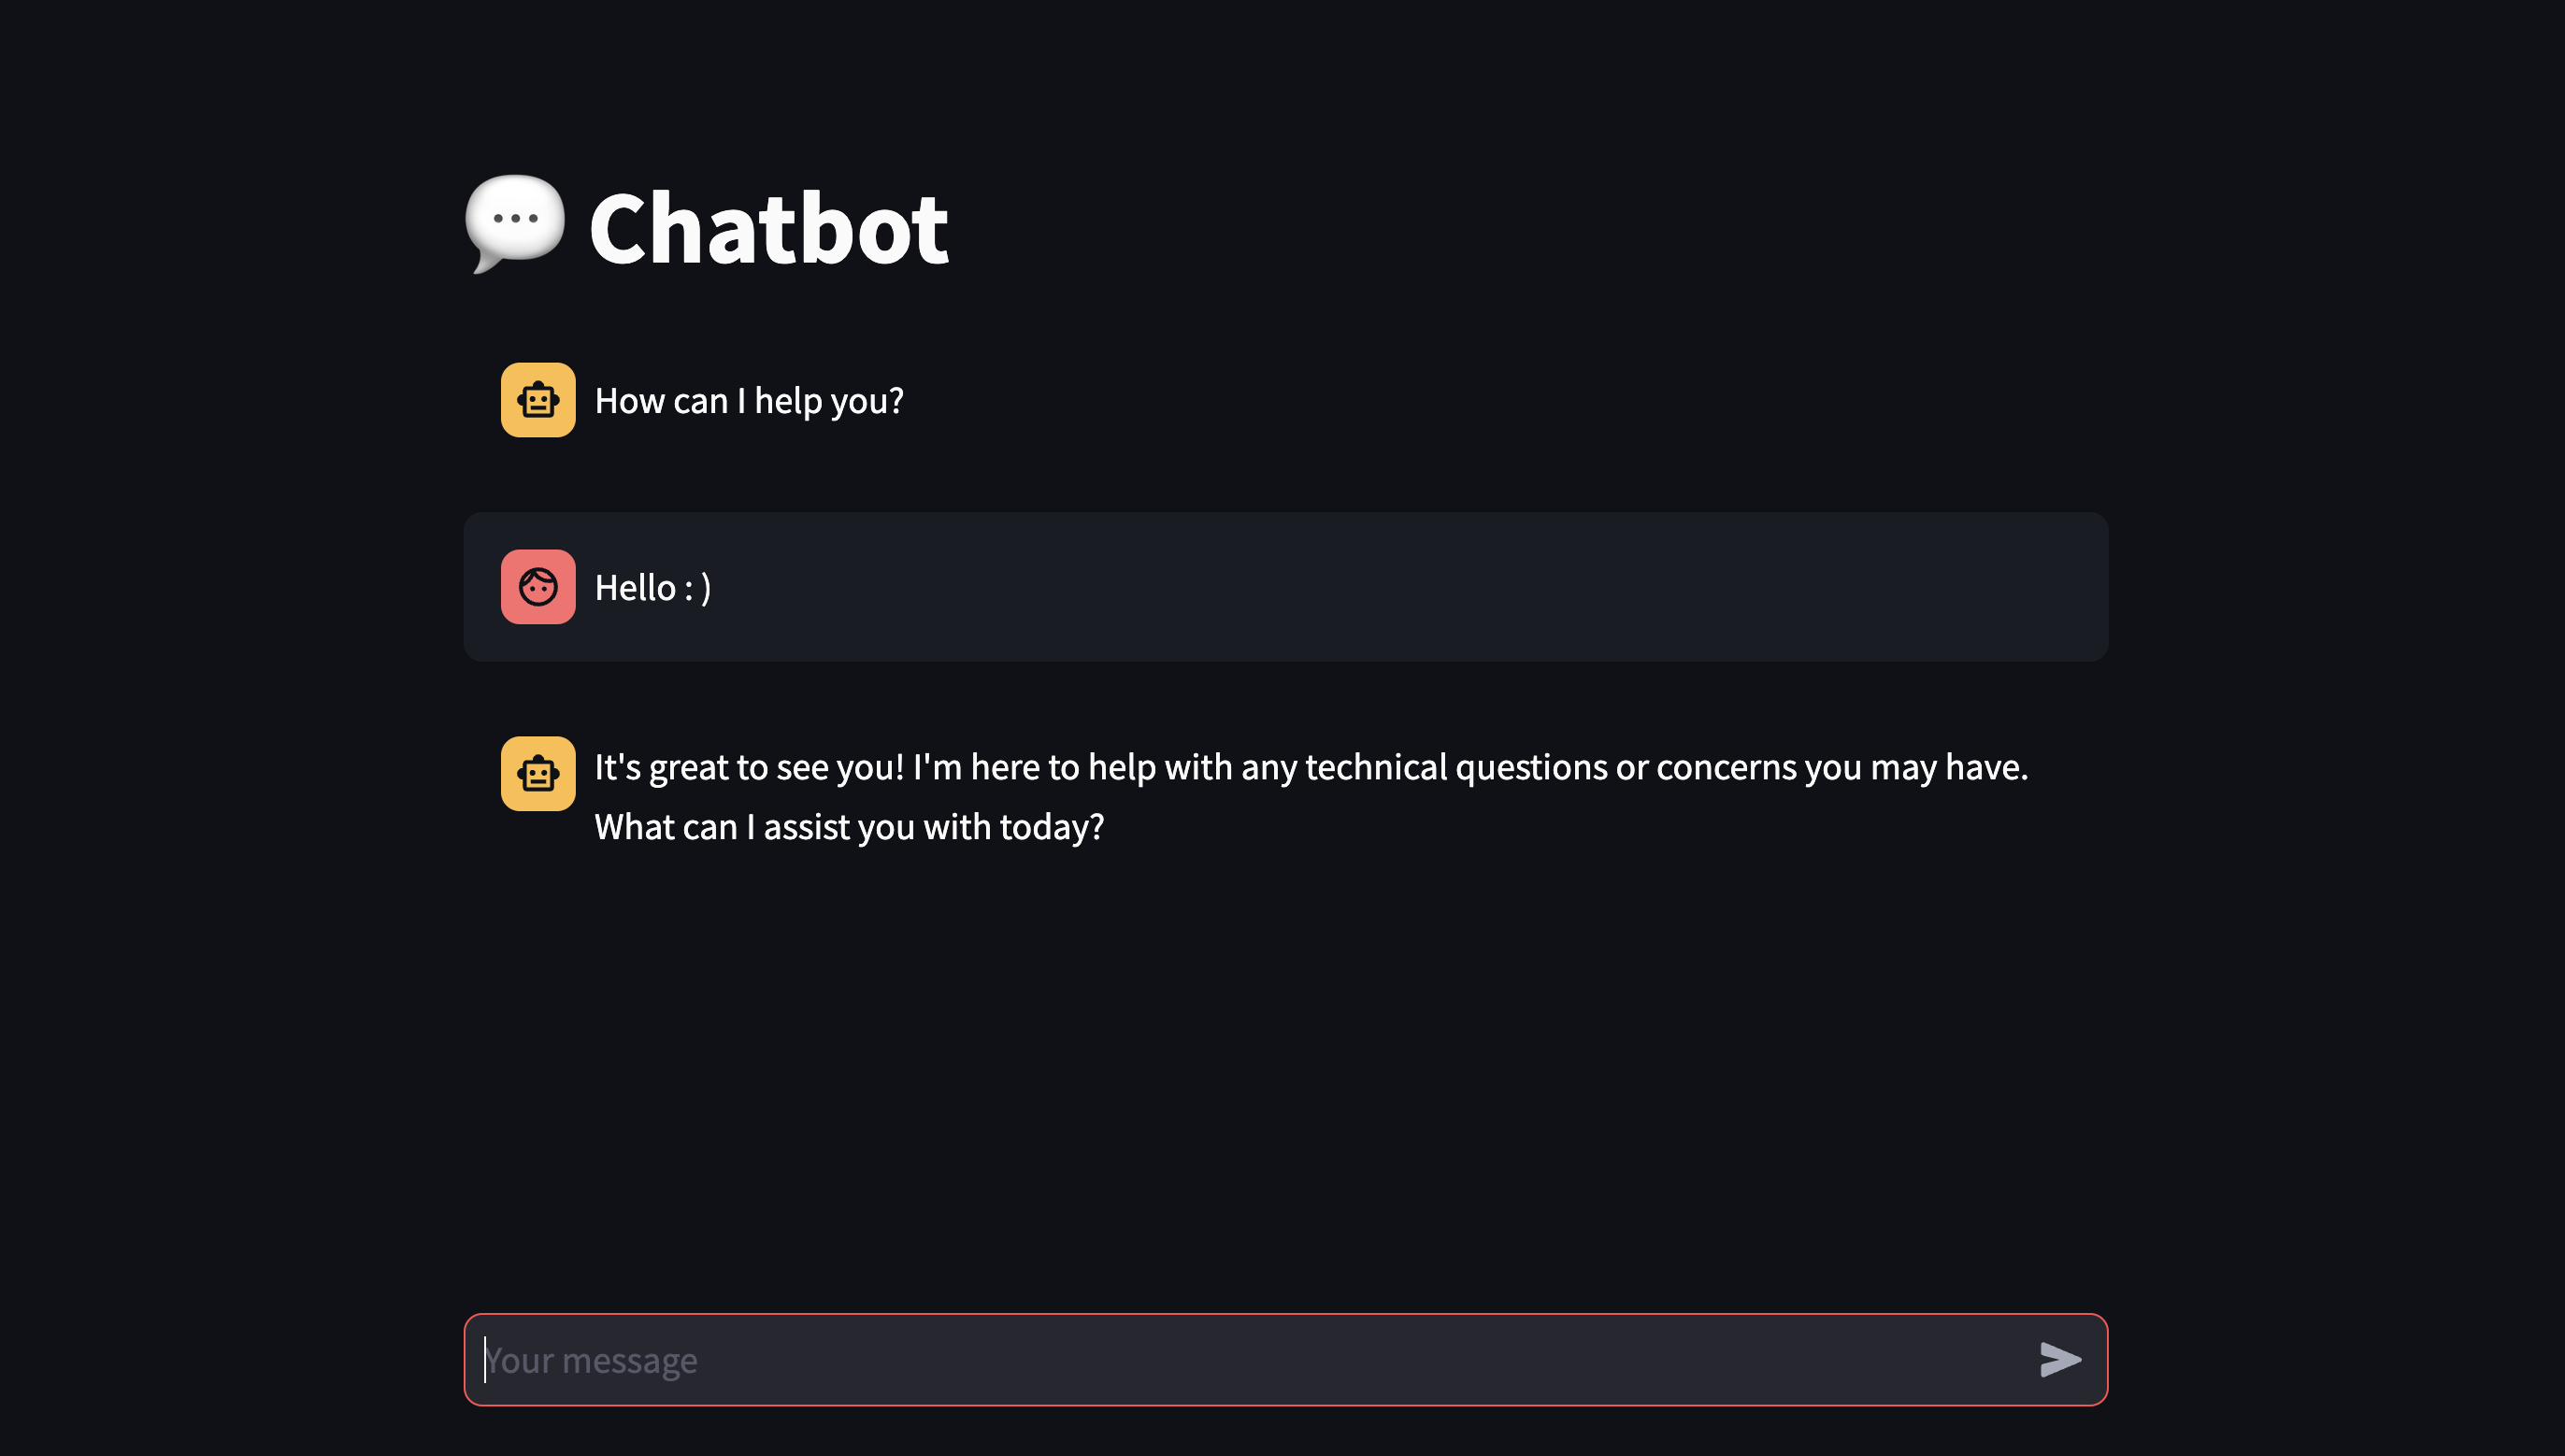 💬 Chatbot
How can I help you?
Hello : )
It's great to see you! I'm here to help with any technical questions or concerns you may have.
What can I assist you with today?
Your message